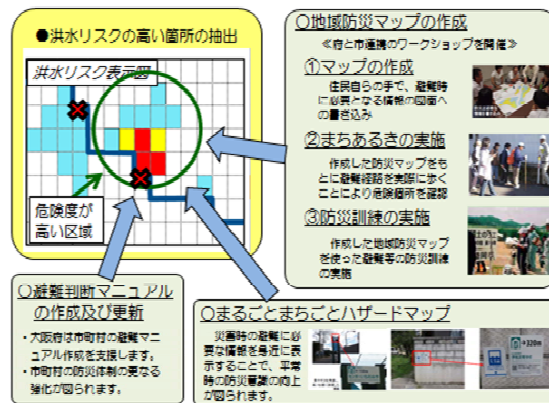 ●洪水リスクの高い箇所の抽出
洪水リスク表示図
危険度が
高い区域
〇地域防災マップの作成
≪府と市連携のワークショップを開催≫
①マップの作成
住民自らの手で、避難時
に必要となる情報の図面へ
の書き込み
②まちあるきの実施
作成した防災マップをも
とに避難経路を実際に歩く
ことにより危険箇所を確認
③防災訓練の実施
作成した地域防災マップ
を使った避難等の防災訓練
の実施
〇避難判断マニュアル
の作成及び更新
・大阪府は市町村の避難マニ
ュアル作成を支援します。
・市町村の防災体制の更なる
強化が図られます。
〇まるごとまちごとハザードマップ
災害時の避難に必
要な情報を身近に表
示することで、平常
時の防災意識の向上
が図られます。